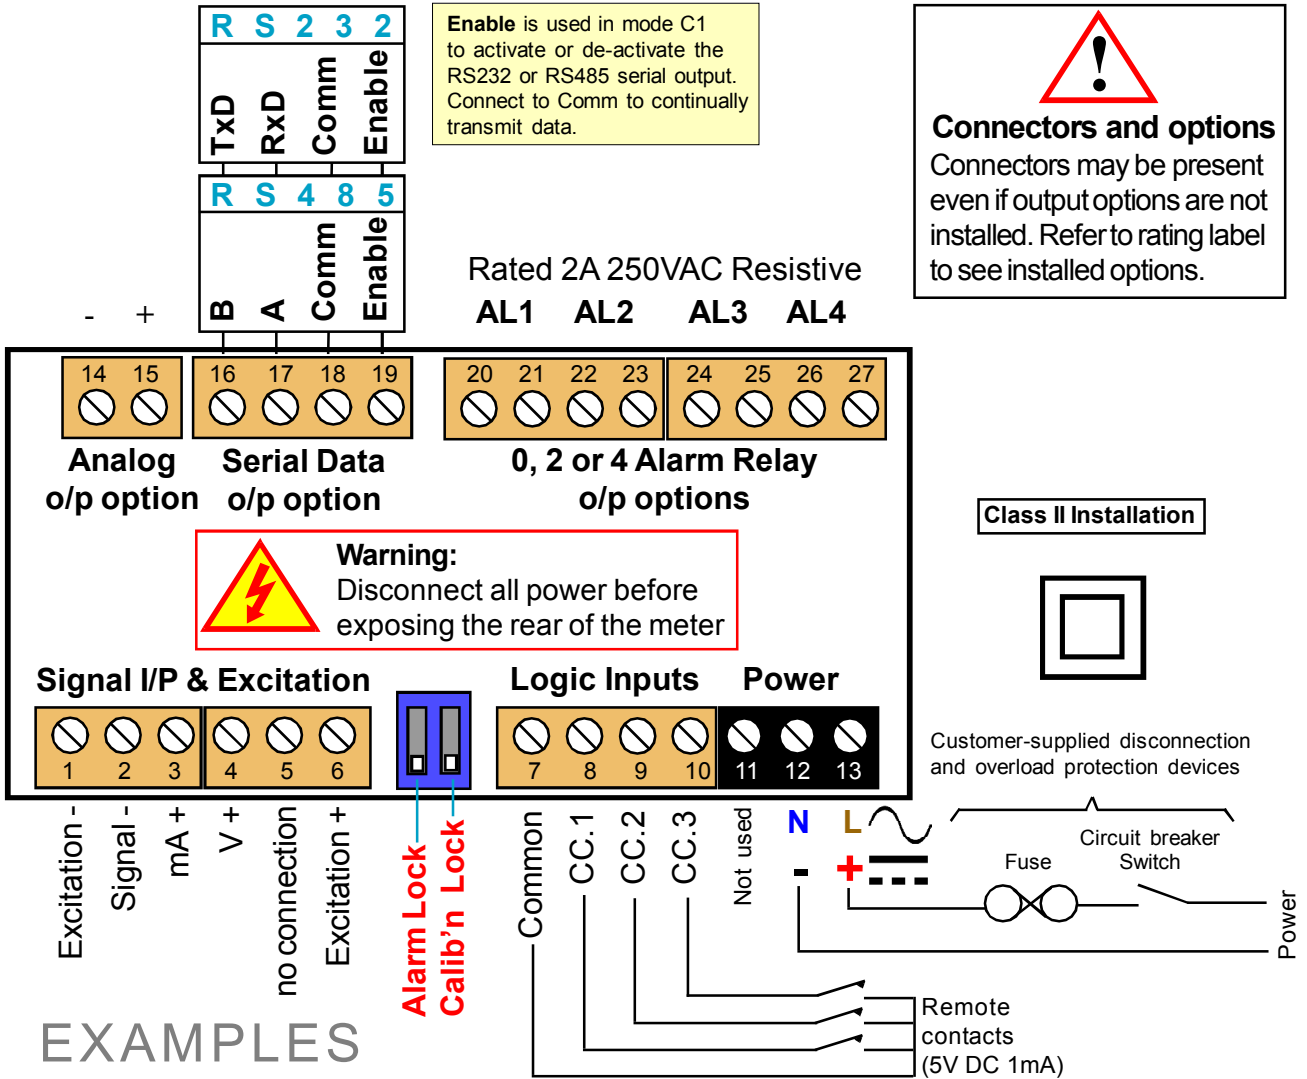 R S 2 3 2
TxD
RxD
Comm
Enable
R S 4 8 5
B
A
Comm
Enable
Enable is used in mode C1
to activate or de-activate the
RS232 or RS485 serial output.
Connect to Comm to continually
transmit data.
!
Connectors and options
Connectors may be present
even if output options are not
installed. Refer to rating label
to see installed options.
Rated 2A 250VAC Resistive
AL1 AL2 AL3 AL4
- +
14 15 16 17 18 19 20 21 22 23 24 25 26 27
Analog
o/p option
Serial Data
o/p option
0, 2 or 4 Alarm Relay
o/p options
Warning:
Disconnect all power before
exposing the rear of the meter
Class II Installation
Signal I/P & Excitation
Logic Inputs
Power
1 2 3 4 5 6 7 8 9 10 11 12 13
Excitation -
Signal -
mA +
V +
no connection
Excitation +
Alarm Lock
Calib'n Lock
Common
CC.1
CC.2
CC.3
Not used
N L
- +
Customer-supplied disconnection
and overload protection devices
Fuse
Circuit breaker
Switch
Power
Remote
contacts
(5V DC 1mA)
EXAMPLES